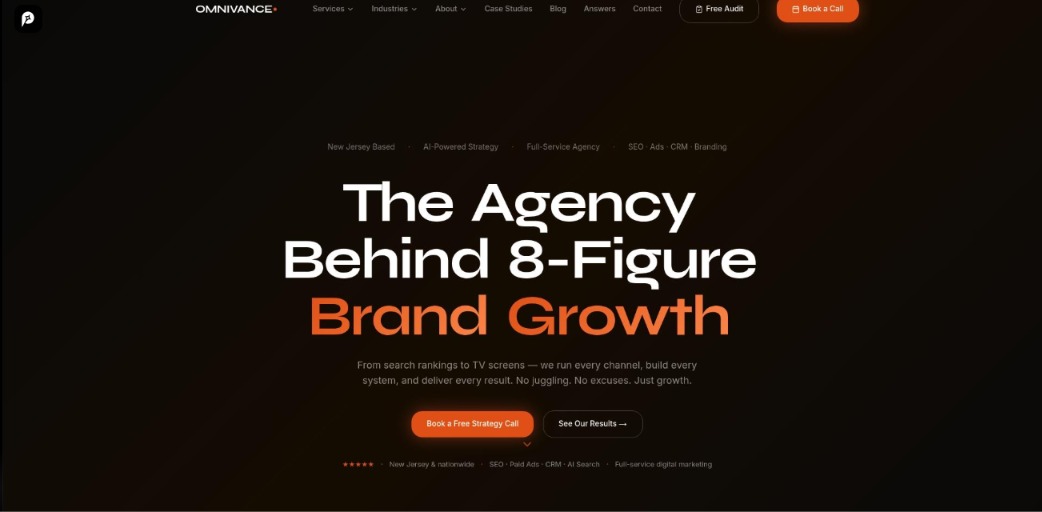 OMNIVANCE
Services Industries About Case Studies Blog Answers Contact Free Audit Book a Call
New Jersey Based · AI-Powered Strategy · Full-Service Agency · SEO · Ads · CRM · Branding
The Agency
Behind 8-Figure
Brand Growth
From search rankings to TV screens — we run every channel, build every
system, and deliver every result. No juggling. No excuses. Just growth.
Book a Free Strategy Call See Our Results →
★★★★★ · New Jersey & nationwide · SEO · Paid Ads · CRM · AI Search · Full-service digital marketing